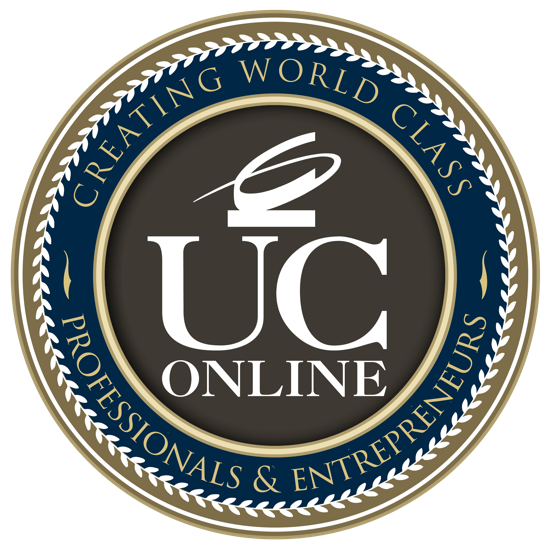 CREATING WORLD CLASS
UC
ONLINE
PROFESSIONALS & ENTREPRENEURS